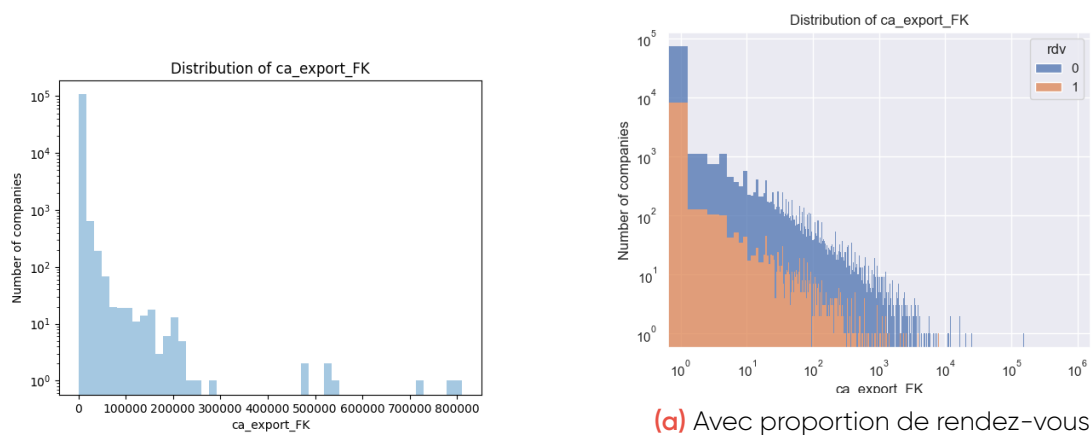 Distribution of ca_export_FK
Number of companies
10^5
10^4
10^3
10^2
10^1
10^0
0 100000 200000 300000 400000 500000 600000 7000000 800000
ca_export_FK
Distribution of ca_export_FK
rdv
0
1
Number of companies
10^5
10^4
10^3
10^2
10^1
10^0
10^0 10^1 10^2 10^3 10^4 10^5 10^6
ca_export_FK
(a) Avec proportion de rendez-vous